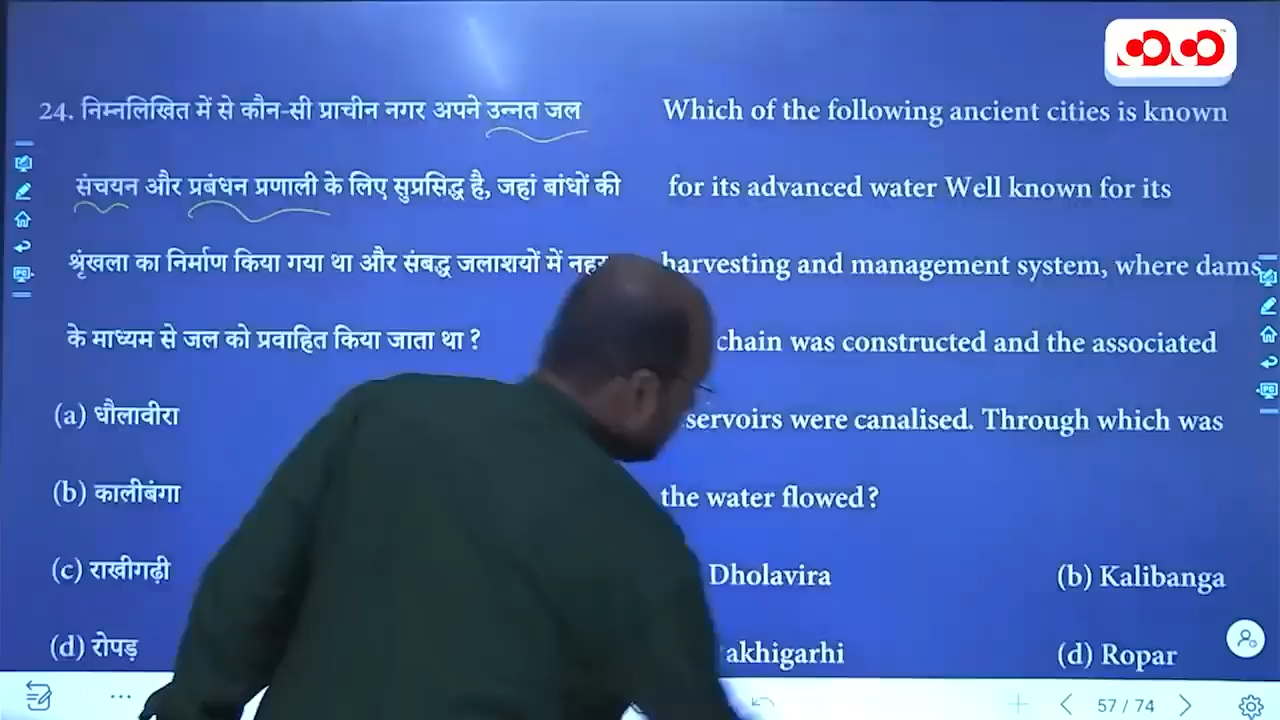 24. निम्नलिखित में से कौन-सी प्राचीन नगर अपने उन्नत जल
संचयन और प्रबंधन प्रणाली के लिए सुप्रसिद्ध है, जहां बांधों की
श्रृंखला का निर्माण किया गया था और संबद्ध जलाशयों में
के माध्यम से जल को प्रवाहित किया जाता था ?
(a) धौलावीरा
(b) कालीबंगा
(c) राखीगढ़ी
(d) रोपड़
Which of the following ancient cities is known
for its advanced water Well known for its
harvesting and management system, where dams
chain was constructed and the associated
servoirs were canalised. Through which was
the water flowed?
Dholavira (b) Kalibanga
akhigarhi (d) Ropar
57 / 74